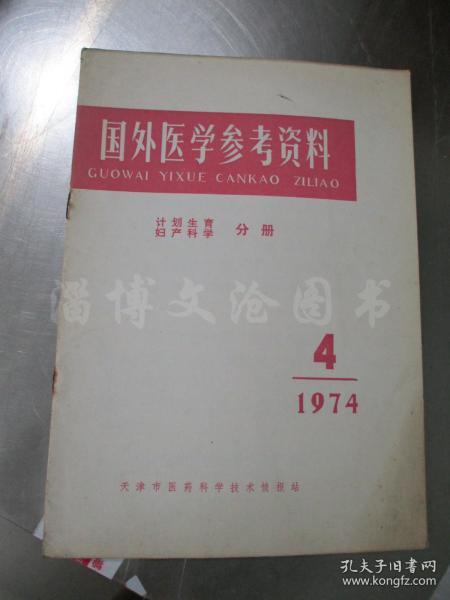 国外医学参考资料
GUOWAI YIXUE CANKAO ZILIAO
计划生育
妇产科学 分册
淄博文沧图书
4
1974
天津市医药科学技术情报站
孔夫子旧书网
www.kongfz.com